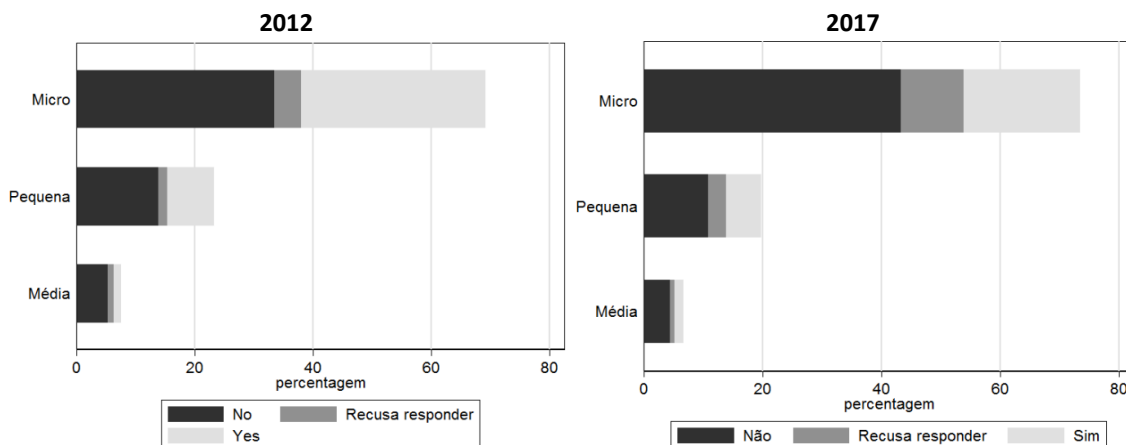 2012
Micro
Pequena
Média
0 20 40 60 80
percentagem
No Recusa responder
Yes
2017
Micro
Pequena
Média
0 20 40 60 80
percentagem
Não Recusa responder Sim